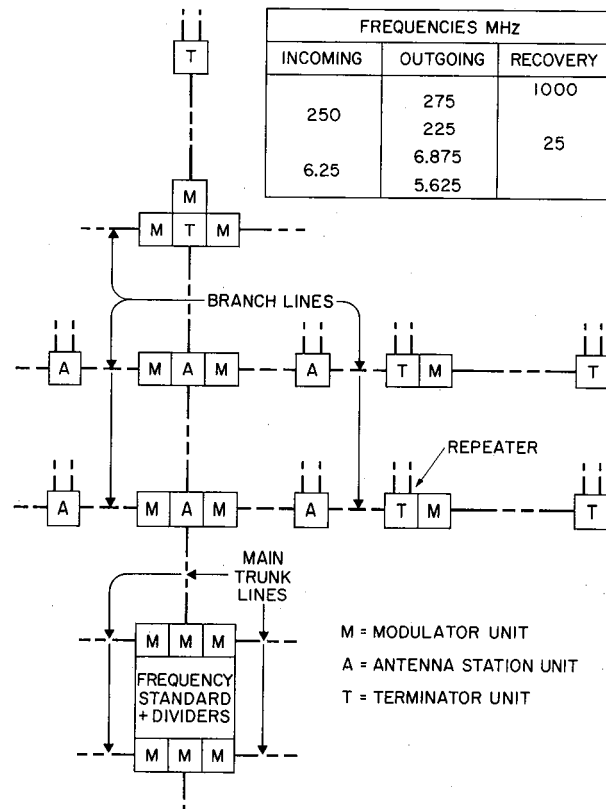 FREQUENCIES MHz
INCOMING OUTGOING RECOVERY
1000
275
250
225
25
6.875
6.25
5.625
T
M
M T M
BRANCH LINES
A M A M A T M T
REPEATER
A M A M A T M T
MAIN
TRUNK
LINES
M M M
FREQUENCY
STANDARD
+ DIVIDERS
M M M
M = MODULATOR UNIT
A = ANTENNA STATION UNIT
T = TERMINATOR UNIT